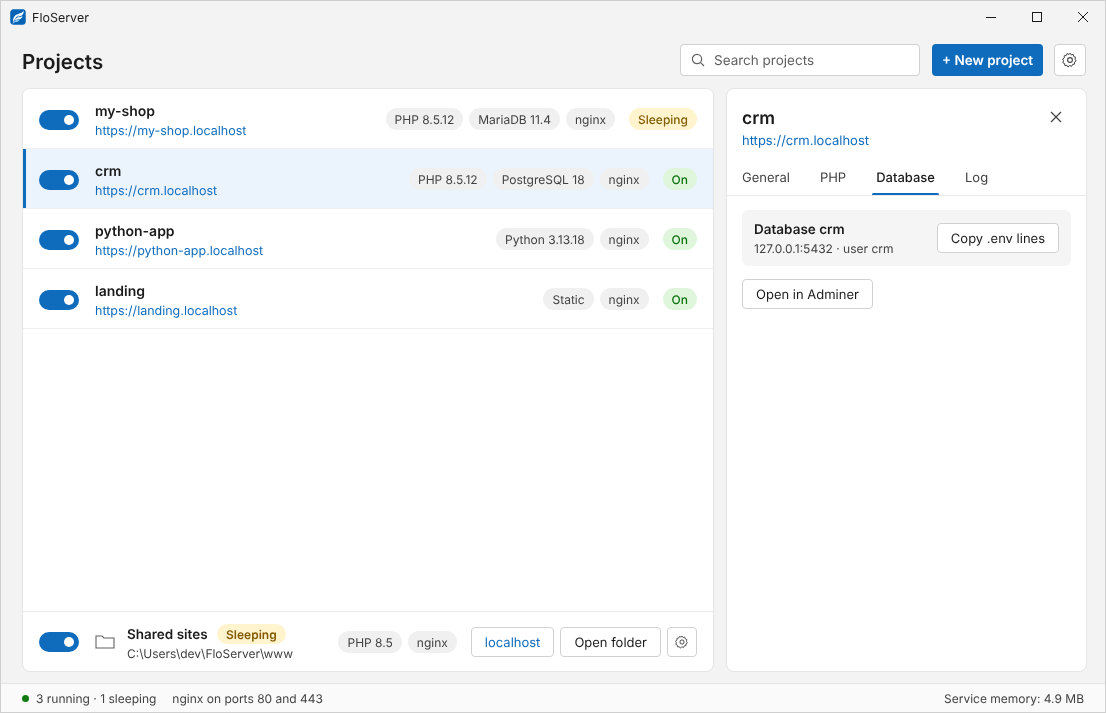 FloServer
Projects
Search projects
+ New project
my-shop
https://my-shop.localhost
PHP 8.5.12
MariaDB 11.4
nginx
Sleeping
crm
https://crm.localhost
PHP 8.5.12
PostgreSQL 18
nginx
On
python-app
https://python-app.localhost
Python 3.13.18
nginx
On
landing
https://landing.localhost
Static
nginx
On
Shared sites
Sleeping
C:\Users\dev\FloServer\www
PHP 8.5
nginx
localhost
Open folder
crm
https://crm.localhost
General
PHP
Database
Log
Database crm
127.0.0.1:5432 · user crm
Copy .env lines
Open in Adminer
3 running · 1 sleeping
nginx on ports 80 and 443
Service memory: 4.9 MB